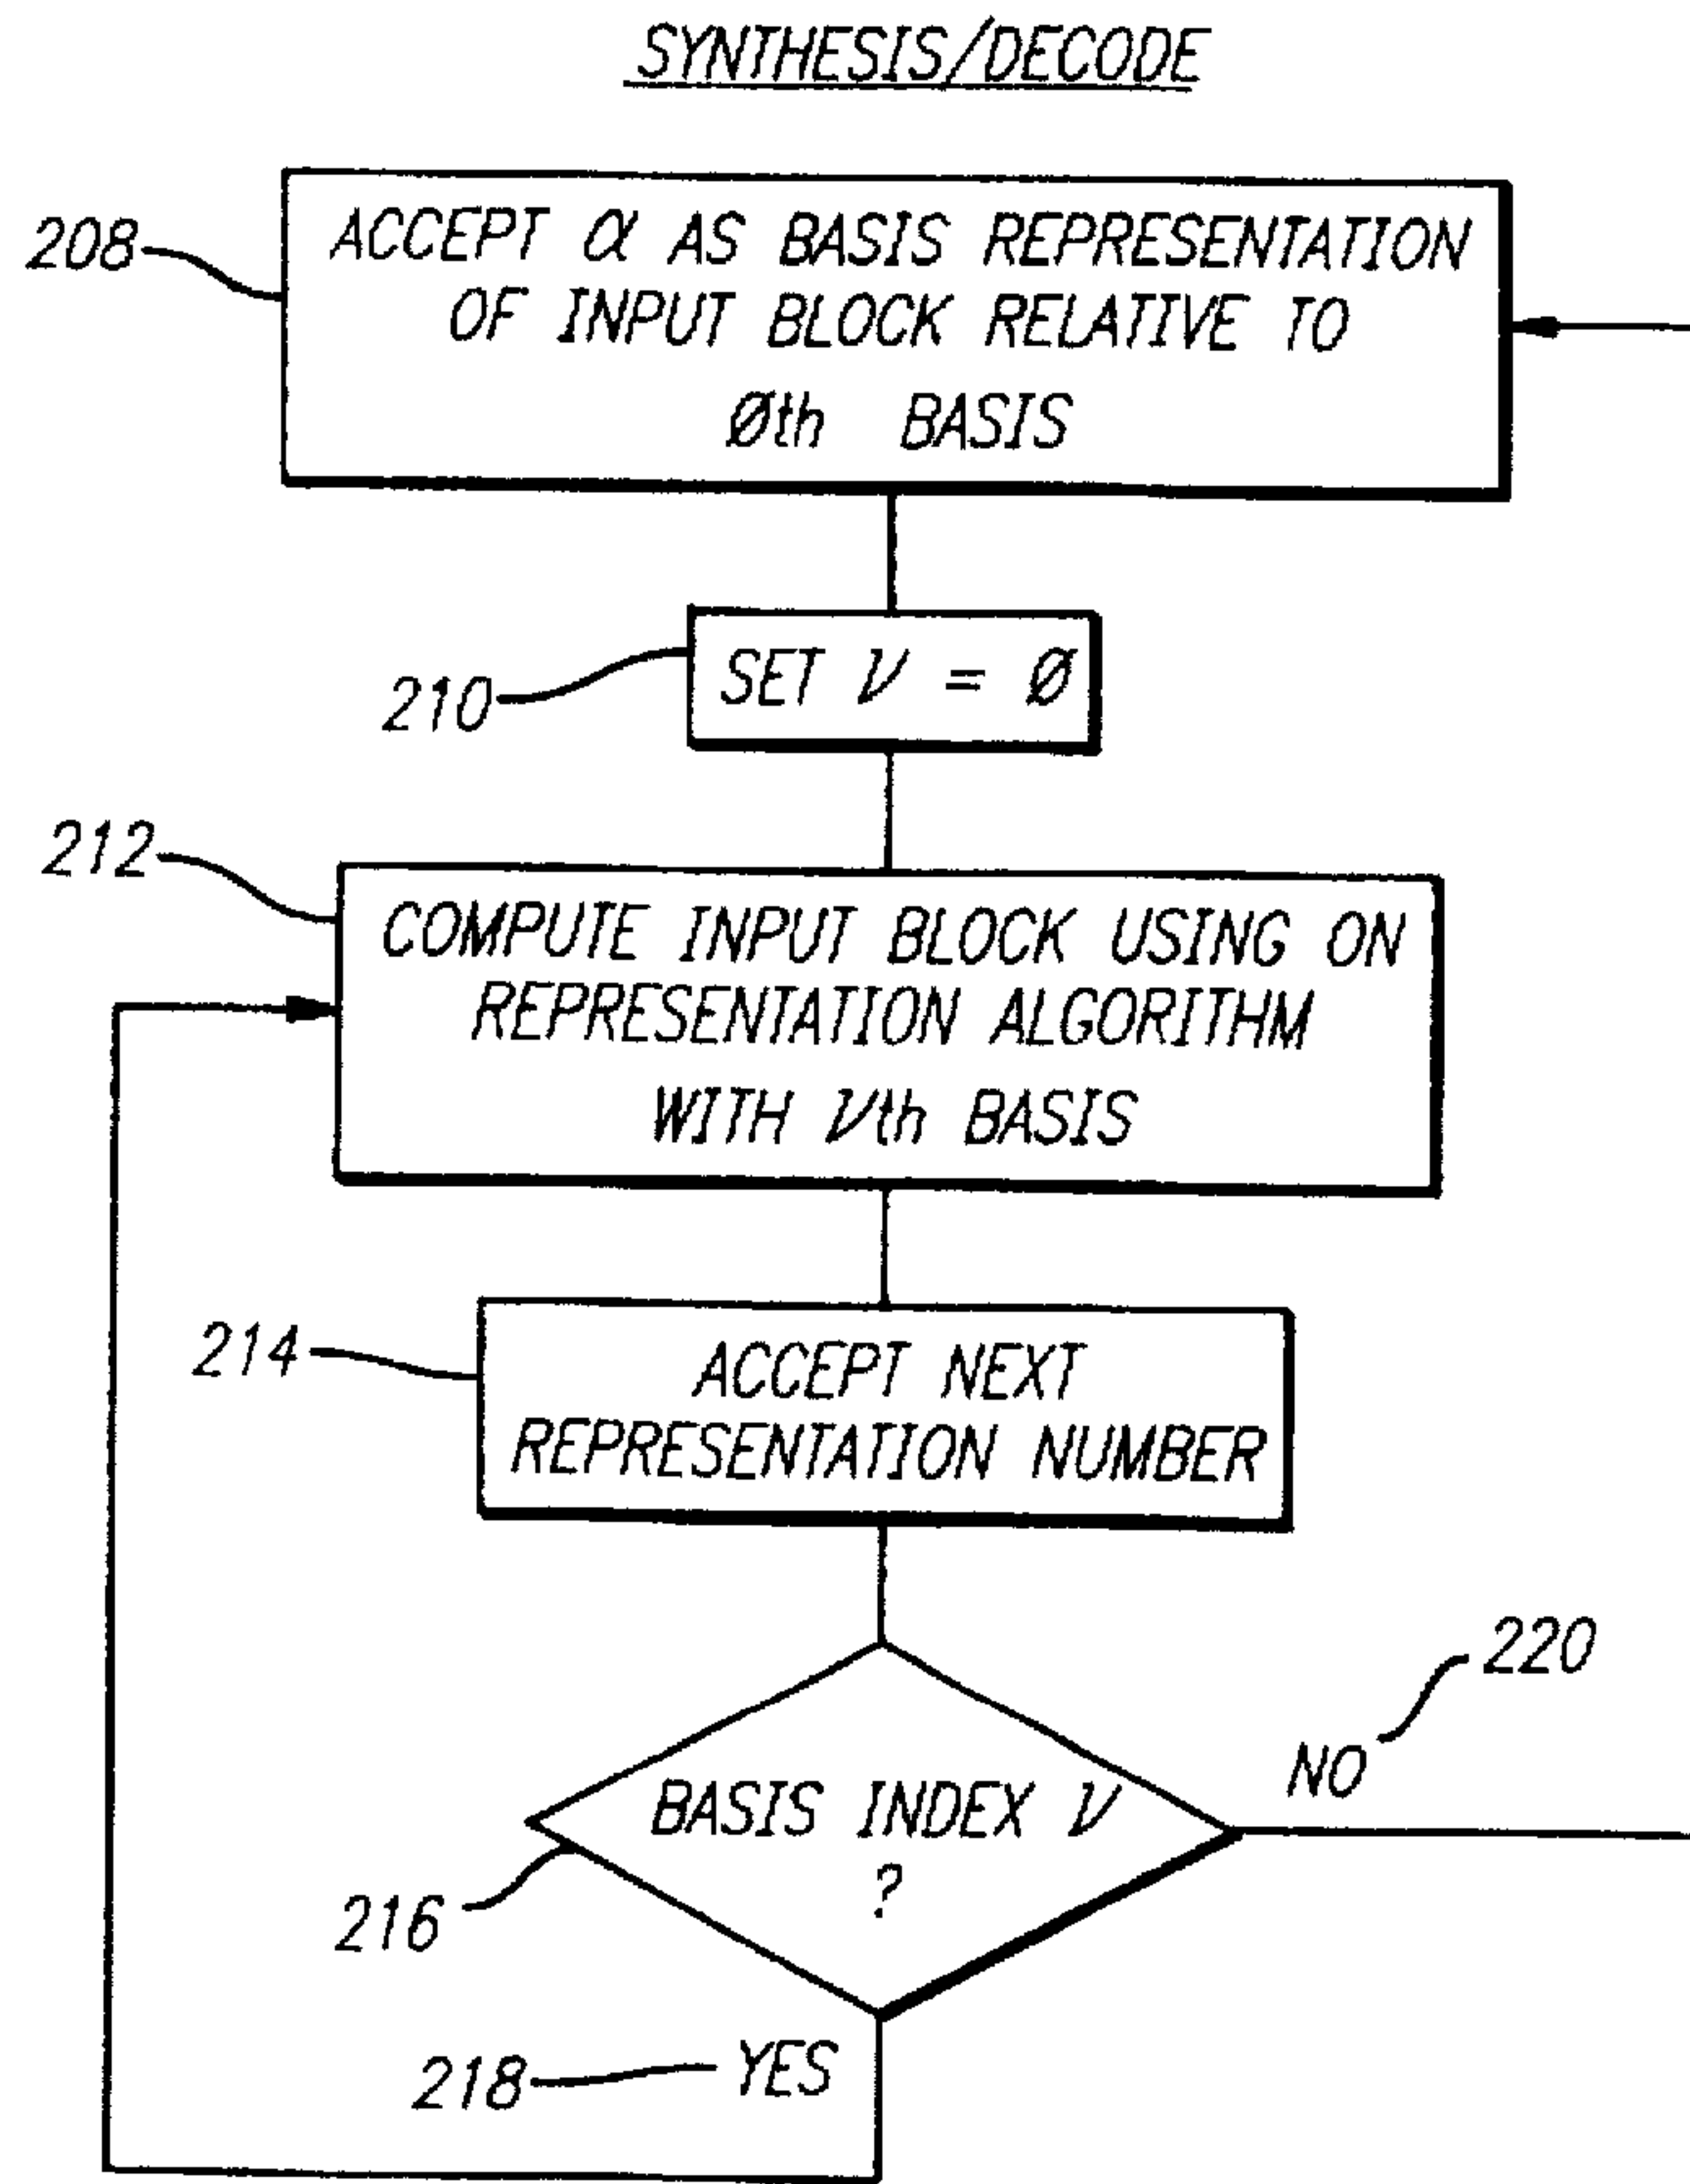 SYNTHESIS/DECODE
208
ACCEPT α AS BASIS REPRESENTATION
OF INPUT BLOCK RELATIVE TO
Øth BASIS
210
SET ν = Ø
212
COMPUTE INPUT BLOCK USING ON
REPRESENTATION ALGORITHM
WITH νth BASIS
214
ACCEPT NEXT
REPRESENTATION NUMBER
220
NO
BASIS INDEX ν
?
216
218
YES